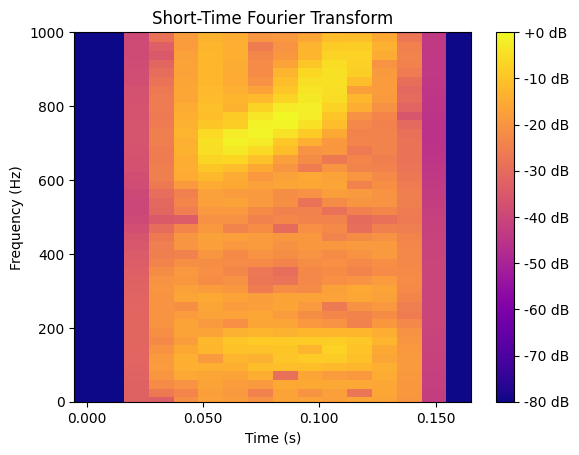 Short-Time Fourier Transform
1000
800
600
400
200
0
Frequency (Hz)
0.000
0.050
0.100
0.150
Time (s)
+0 dB
-10 dB
-20 dB
-30 dB
-40 dB
-50 dB
-60 dB
-70 dB
-80 dB